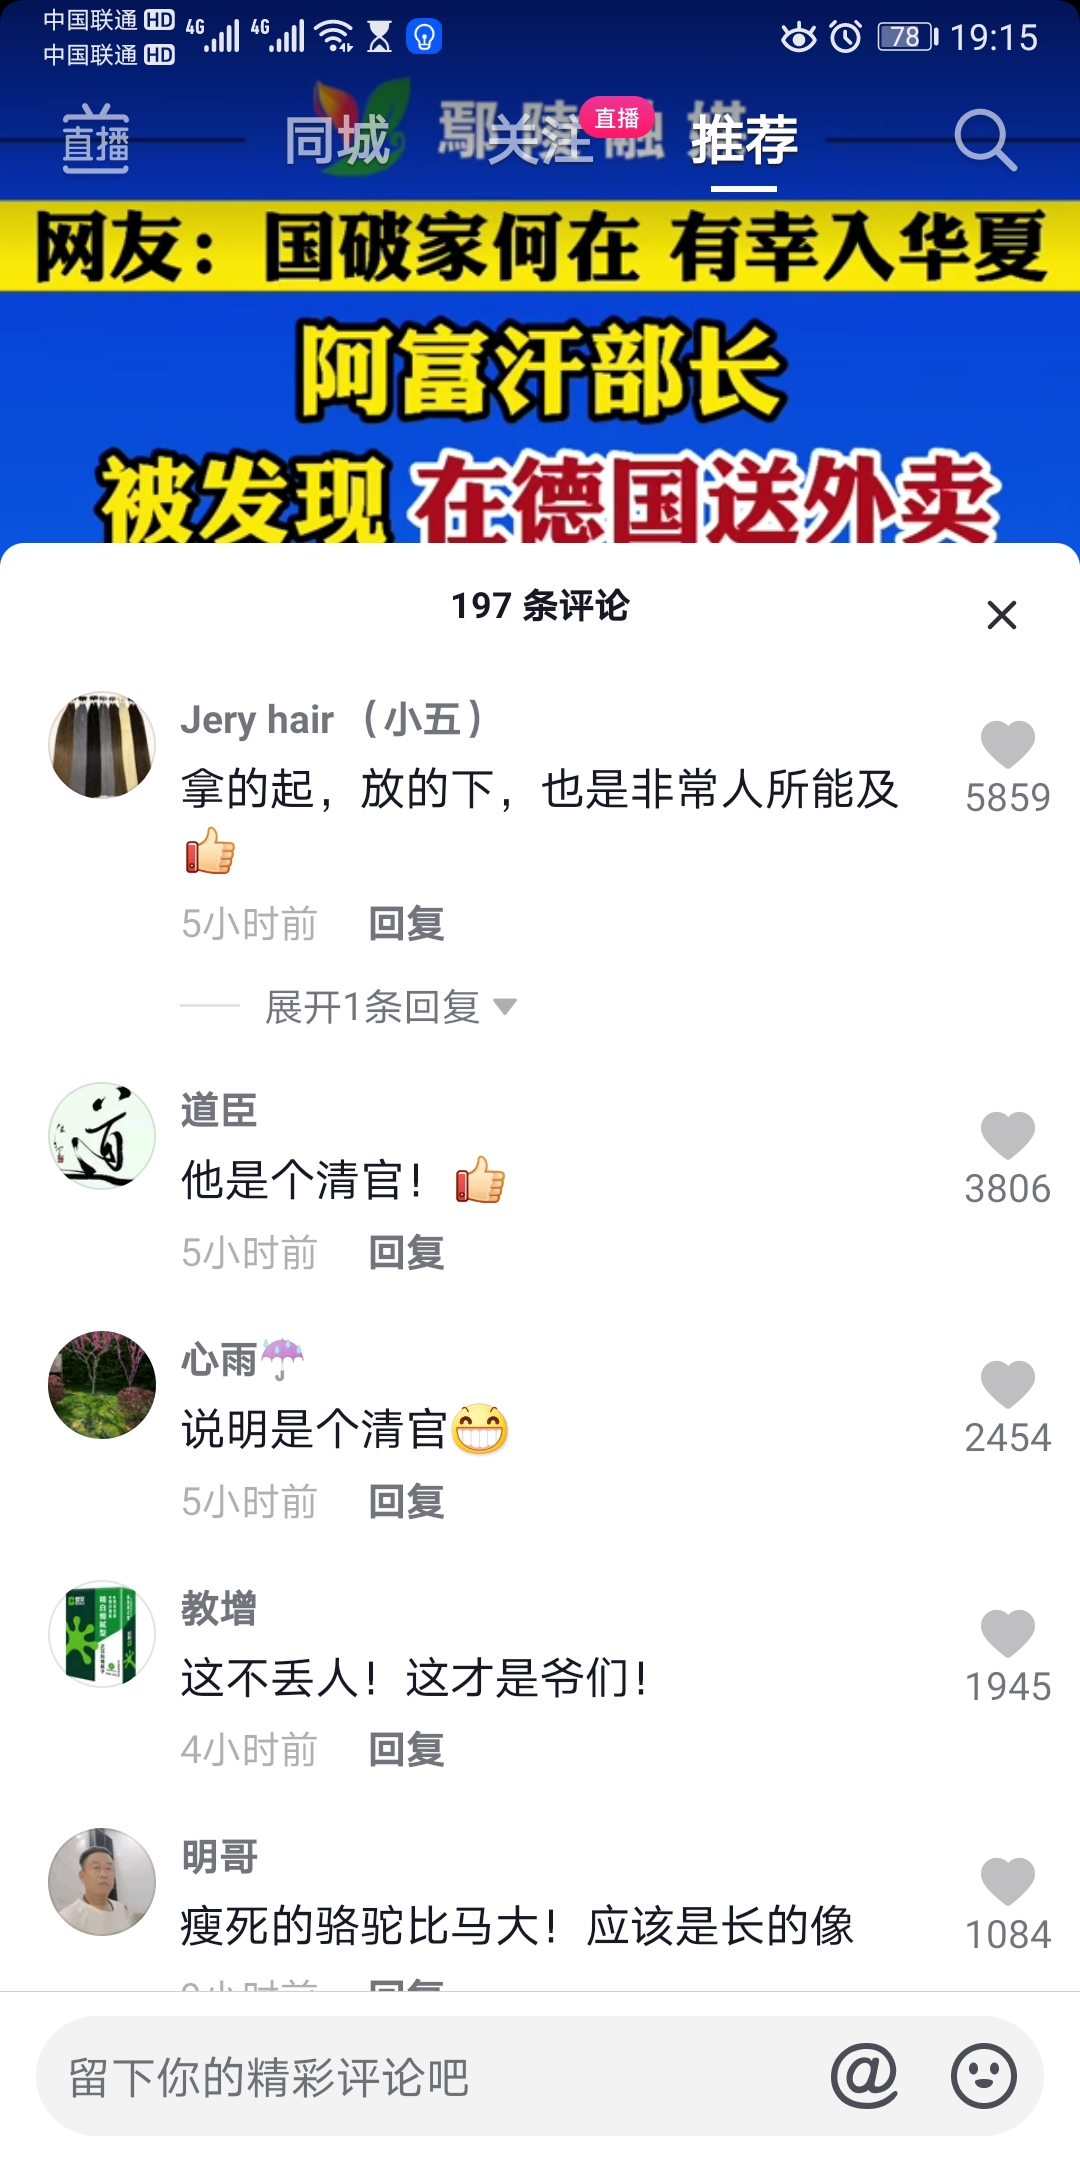 中国联通 HD 4G 4G 78 19:15
中国联通 HD
直播 同城 关注 直播 推荐
鄢陵融媒
网友：国破家何在 有幸入华夏
阿富汗部长
被发现 在德国送外卖
197 条评论
Jery hair （小五）
拿的起，放的下，也是非常人所能及
5859
5小时前 回复
展开1条回复
道臣
他是个清官！
3806
5小时前 回复
心雨
说明是个清官
2454
5小时前 回复
教增
这不丢人！这才是爷们！
1945
4小时前 回复
明哥
瘦死的骆驼比马大！应该是长的像
1084
回复
留下你的精彩评论吧 @
道